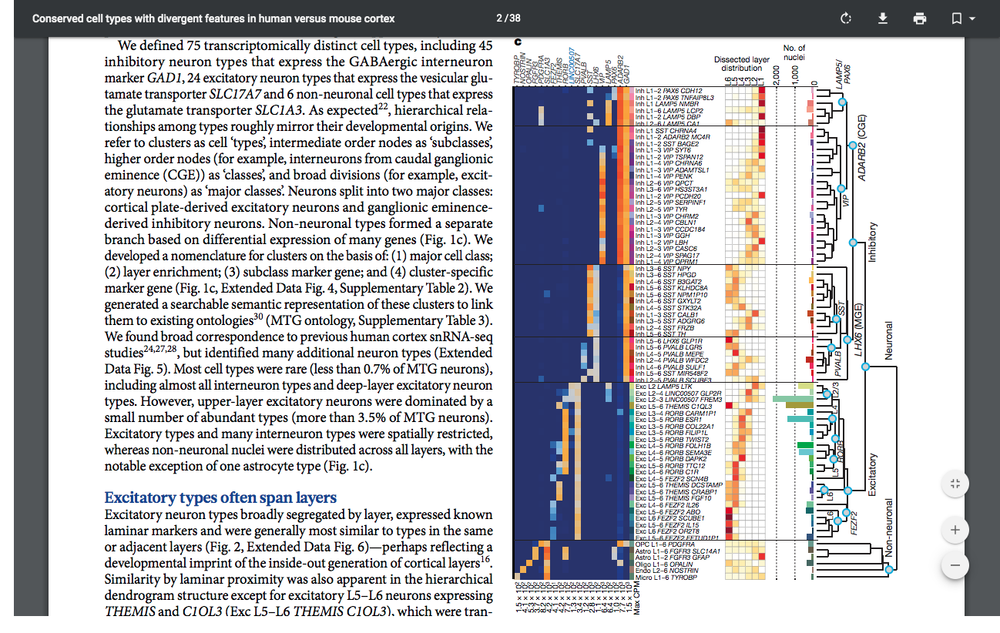 Conserved cell types with divergent features in human versus mouse cortex
2 / 38
We defined 75 transcriptomically distinct cell types, including 45
inhibitory neuron types that express the GABAergic interneuron
marker GAD1, 24 excitatory neuron types that express the vesicular glu-
tamate transporter SLC17A7 and 6 non-neuronal cell types that express
the glutamate transporter SLC1A3. As expected22, hierarchical rela-
tionships among types roughly mirror their developmental origins. We
refer to clusters as cell ‘types’, intermediate order nodes as ‘subclasses’,
higher order nodes (for example, interneurons from caudal ganglionic
eminence (CGE)) as ‘classes’, and broad divisions (for example, excit-
atory neurons) as ‘major classes’. Neurons split into two major classes:
cortical plate-derived excitatory neurons and ganglionic eminence-
derived inhibitory neurons. Non-neuronal types formed a separate
branch based on differential expression of many genes (Fig. 1c). We
developed a nomenclature for clusters on the basis of: (1) major cell class;
(2) layer enrichment; (3) subclass marker gene; and (4) cluster-specific
marker gene (Fig. 1c, Extended Data Fig. 4, Supplementary Table 2). We
generated a searchable semantic representation of these clusters to link
them to existing ontologies30 (MTG ontology, Supplementary Table 3).
We found broad correspondence to previous human cortex snRNA-seq
studies24,27,28, but identified many additional neuron types (Extended
Data Fig. 5). Most cell types were rare (less than 0.7% of MTG neurons),
including almost all interneuron types and deep-layer excitatory neuron
types. However, upper-layer excitatory neurons were dominated by a
small number of abundant types (more than 3.5% of MTG neurons).
Excitatory types and many interneuron types were spatially restricted,
whereas non-neuronal nuclei were distributed across all layers, with the
notable exception of one astrocyte type (Fig. 1c).
Excitatory types often span layers
Excitatory neuron types broadly segregated by layer, expressed known
laminar markers and were generally most similar to types in the same
or adjacent layers (Fig. 2, Extended Data Fig. 6)—perhaps reflecting a
developmental imprint of the inside-out generation of cortical layers16.
Similarity by laminar proximity was also apparent in the hierarchical
dendrogram structure except for excitatory L5–L6 neurons expressing
THEMIS and C1QL3 (Exc L5–L6 THEMIS C1QL3), which were tran-
c
TYROBP
NOSTRIN
OPALIN
FGFR3
PDGFRA
SLC1A3
FEZF2
THEMIS
RORB
LINC00507
SLC17A7
PVALB
SST
LHX6
VIP
LAMP5
PAX6
ADARB2
GAD1
Dissected layer
distribution
L6
L5
L4
L3
L2
L1
No. of
nuclei
2,000
1,000
0
LAMP5/
PAX6
Inh L1–2 PAX6 CDH12
Inh L1–2 PAX6 TNFAIP8L3
Inh L1 LAMP5 NMBR
Inh L1–6 LAMP5 LCP2
Inh L1–2 LAMP5 DBP
Inh L2–6 LAMP5 CA1
Inh L1 SST CHRNA4
Inh L1–2 ADARB2 MC4R
Inh L1–2 SST BAGE2
Inh L1–3 VIP SYT6
Inh L1–2 VIP TSPAN12
Inh L1–4 VIP CHRNA6
Inh L1–3 VIP ADAMTSL1
Inh L1–4 VIP PENK
Inh L2–6 VIP QPCT
Inh L3–6 VIP HS3ST3A1
Inh L1–2 VIP PCDH20
Inh L2–5 VIP SERPINF1
Inh L2–5 VIP TYR
Inh L1–3 VIP CHRM2
Inh L2–4 VIP CBLN1
Inh L1–3 VIP CCDC184
Inh L1–3 VIP GGH
Inh L1–2 VIP LBH
Inh L2–3 VIP CASC6
Inh L2–4 VIP SPAG17
Inh L1–4 VIP OPRM1
Inh L3–6 SST NPY
Inh L3–6 SST HPGD
Inh L4–6 SST B3GAT2
Inh L5–6 SST KLHDC8A
Inh L5–6 SST NPM1P10
Inh L4–6 SST GXYLT2
Inh L4–5 SST STK32A
Inh L1–3 SST CALB1
Inh L3–5 SST ADGRG6
Inh L2–4 SST FRZB
Inh L5–6 SST TH
Inh L5–6 LHX6 GLP1R
Inh L5–6 PVALB LGR5
Inh L4–5 PVALB MEPE
Inh L2–4 PVALB WFDC2
Inh L4–6 PVALB SULF1
Inh L5–6 SST MIR548F2
Inh L2–5 PVALB SCUBE3
Exc L2 LAMP5 LTK
Exc L2–4 LINC00507 GLP2R
Exc L2–3 LINC00507 FREM3
Exc L5–6 THEMIS C1QL3
Exc L3–4 RORB CARM1P1
Exc L3–5 RORB ESR1
Exc L3–5 RORB COL22A1
Exc L3–5 RORB FILIP1L
Exc L3–5 RORB TWIST2
Exc L4–5 RORB FOLH1B
Exc L4–6 RORB SEMA3E
Exc L4–5 RORB DAPK2
Exc L5–6 RORB TTC12
Exc L4–6 RORB C1R
Exc L4–5 FEZF2 SCN4B
Exc L5–6 THEMIS DCSTAMP
Exc L5–6 THEMIS CRABP1
Exc L5–6 THEMIS FGF10
Exc L4–6 FEZF2 IL26
Exc L5–6 FEZF2 ABO
Exc L6 FEZF2 SCUBE1
Exc L5–6 FEZF2 IL15
Exc L6 FEZF2 OR2T8
Exc L5–6 FEZF2 EFTUD1P1
OPC L1–6 PDGFRA
Astro L1–6 FGFR3 SLC14A1
Astro L1–2 FGFR3 GFAP
Oligo L1–6 OPALIN
Endo L2–6 NOSTRIN
Micro L1–6 TYROBP
ADARB2 (CGE)
VIP
Inhibitory
SST
LHX6 (MGE)
PVALB
Neuronal
L2/3
L4
RORB
L5
L6
Excitatory
FEZF2
Non-neuronal
Max CPM